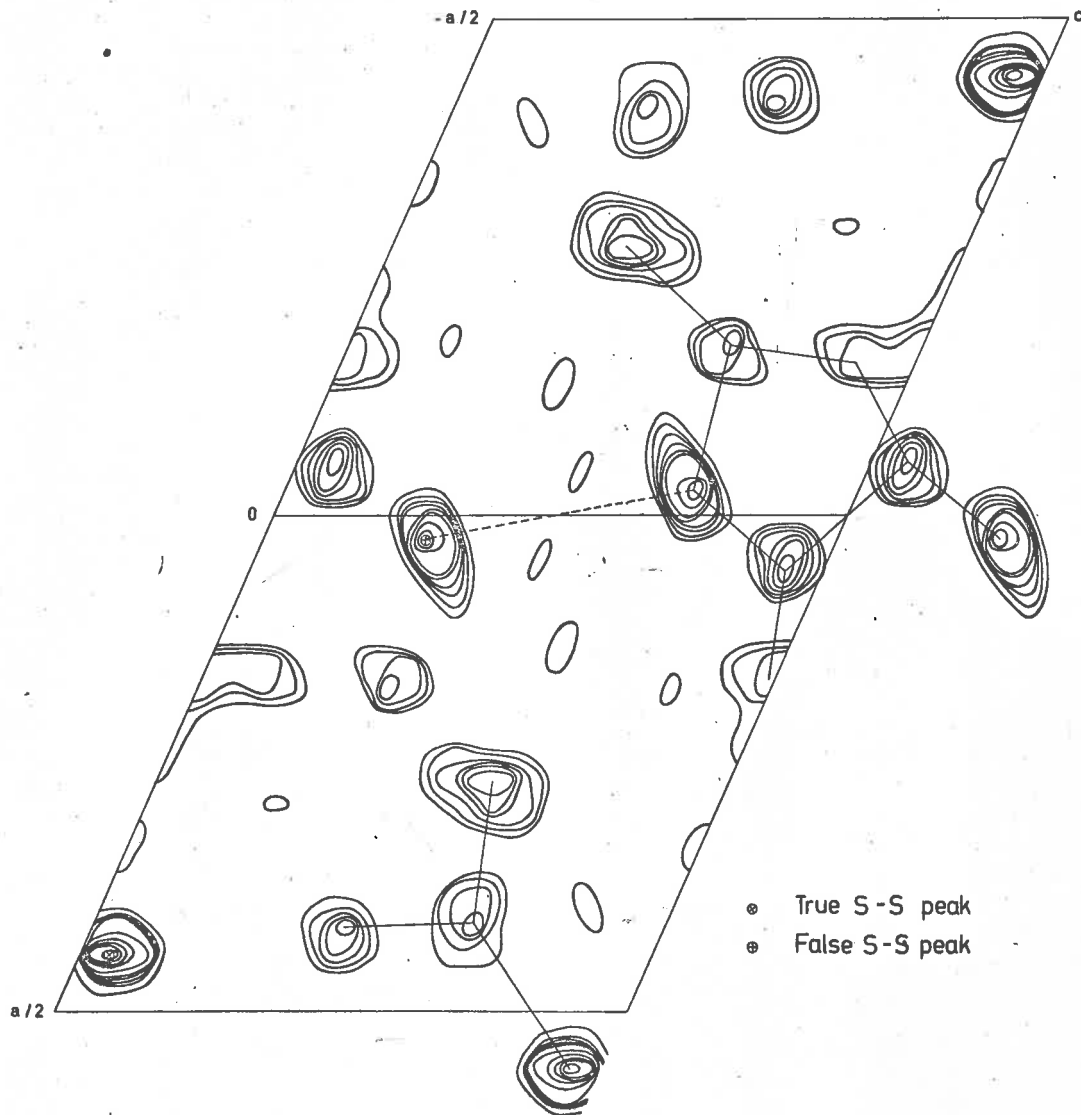 -a/2
c
0
⊗ True S-S peak
⊕ False S-S peak
a/2